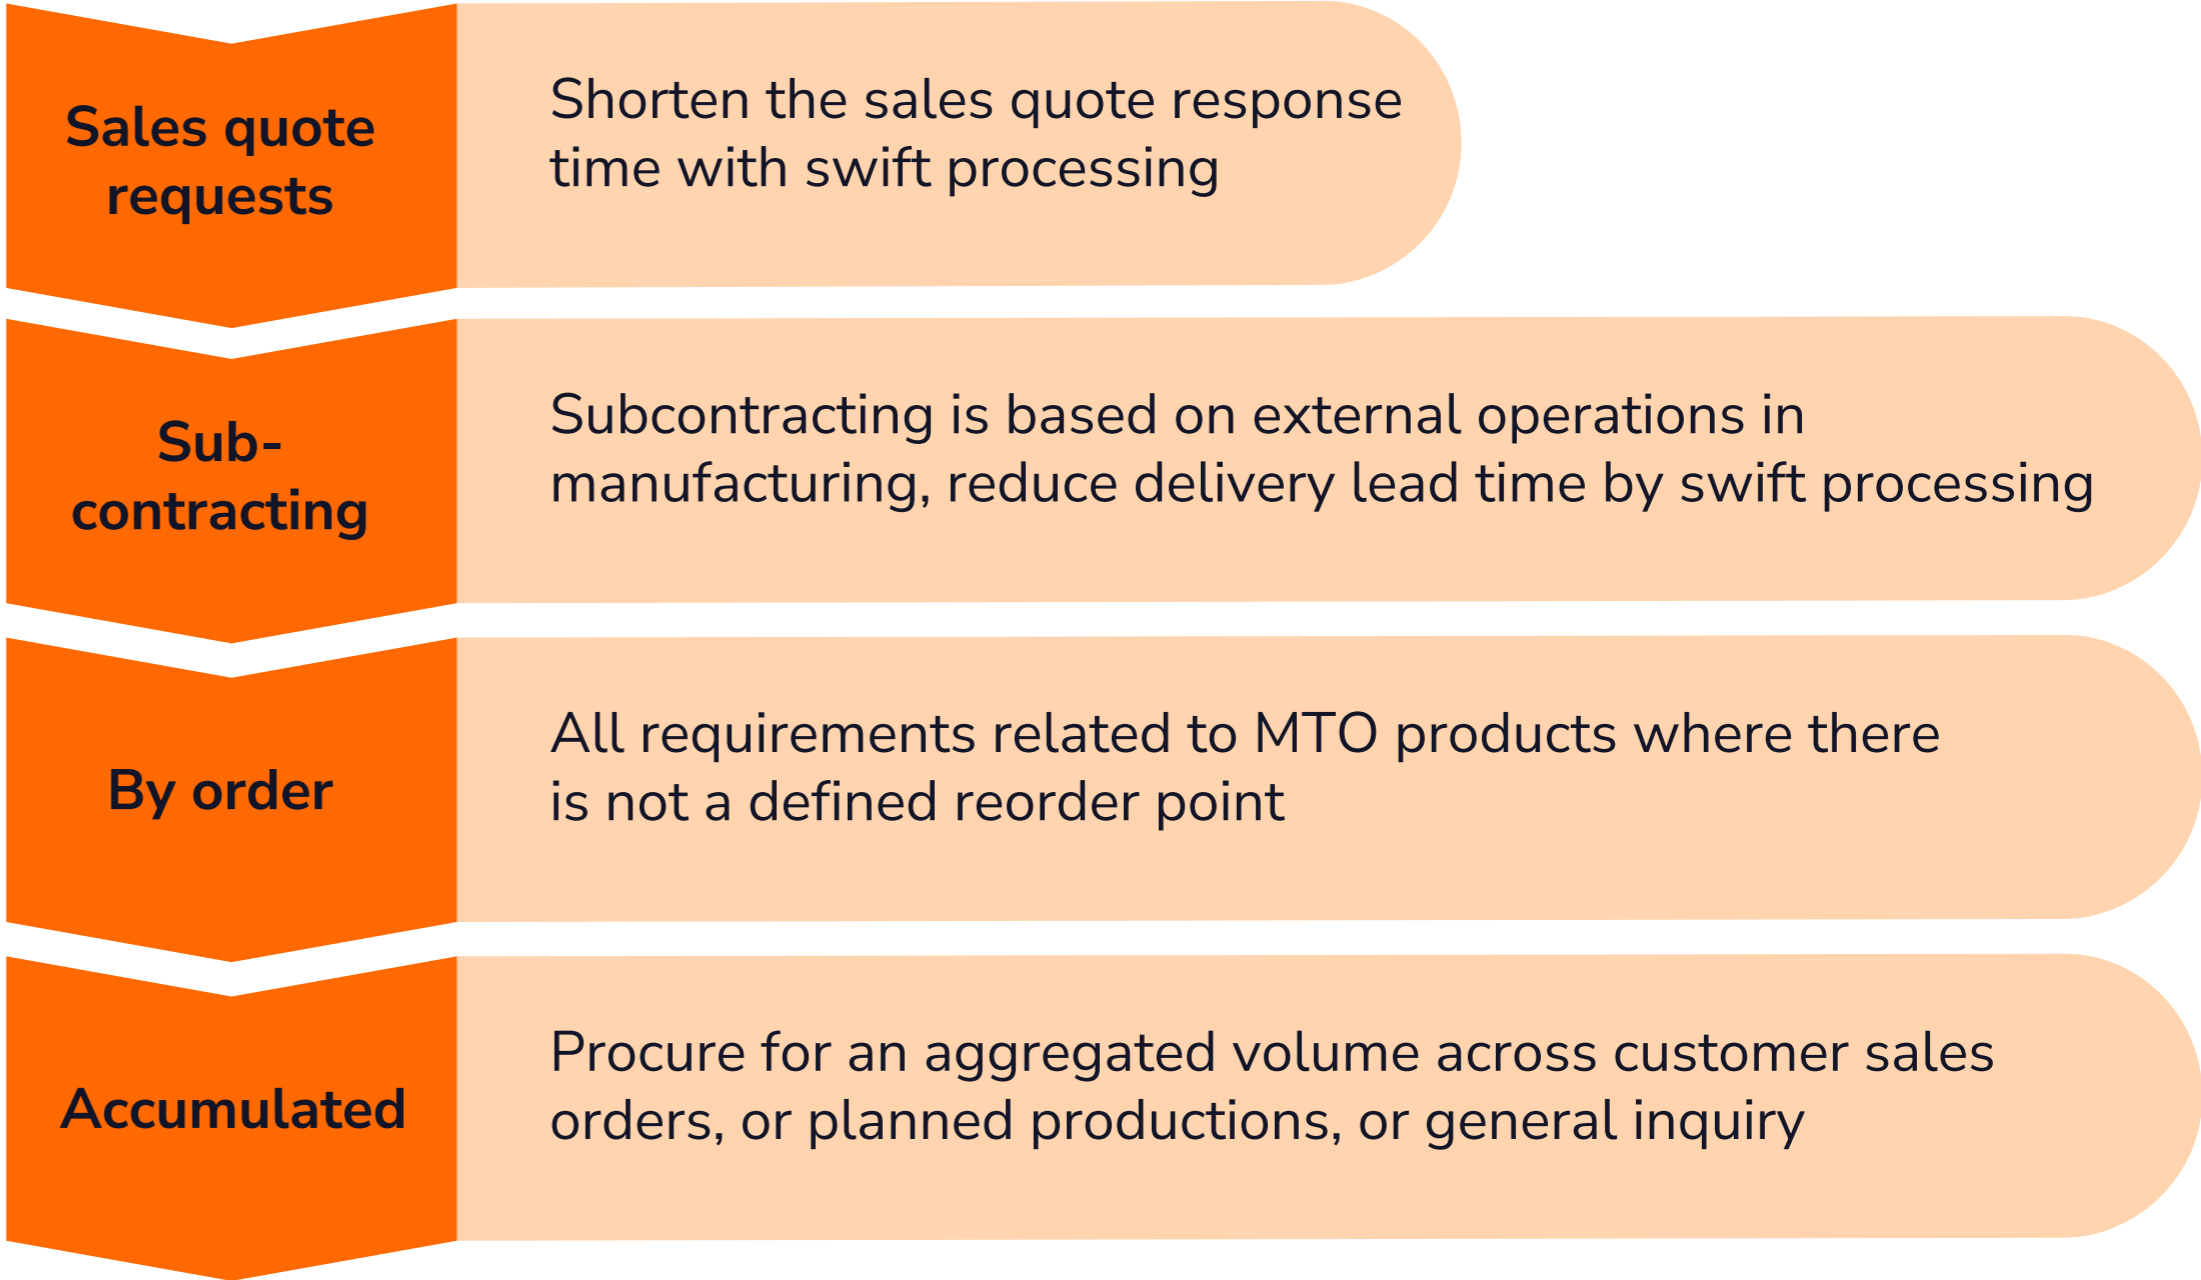 Sales quote
requests
Shorten the sales quote response
time with swift processing
Sub-
contracting
Subcontracting is based on external operations in
manufacturing, reduce delivery lead time by swift processing
By order
All requirements related to MTO products where there
is not a defined reorder point
Accumulated
Procure for an aggregated volume across customer sales
orders, or planned productions, or general inquiry